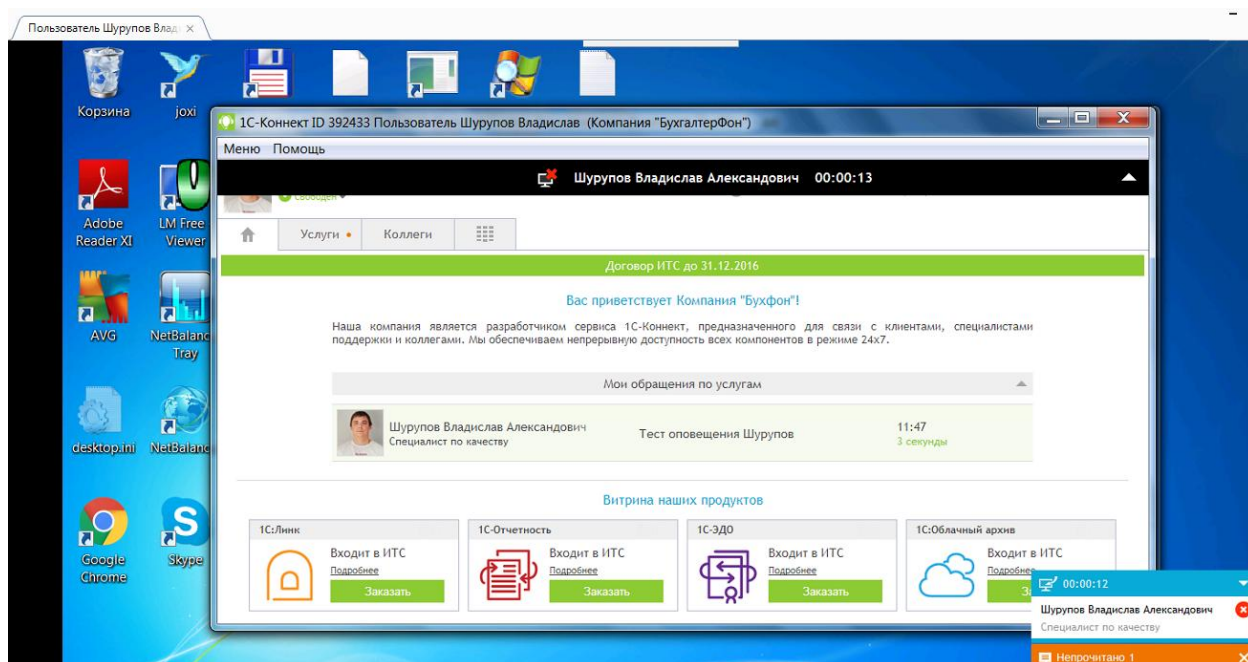 Пользователь Шурупов Влад
Корзина
joxi
1С-Коннект ID 392433 Пользователь Шурупов Владислав (Компания "БухгалтерФон")
Меню Помощь
Шурупов Владислав Александович 00:00:13
Свободен
Adobe
Reader XI
LM Free
Viewer
Услуги Коллеги
Договор ИТС до 31.12.2016
Вас приветствует Компания "Бухфон"!
Наша компания является разработчиком сервиса 1С-Коннект, предназначенного для связи с клиентами, специалистами
поддержки и коллегами. Мы обеспечиваем непрерывную доступность всех компонентов в режиме 24x7.
AVG
NetBalanc
Tray
Мои обращения по услугам
Шурупов Владислав Александович
Специалист по качеству
Тест оповещения Шурупов
11:47
3 секунды
desktop.ini
NetBalanc
Витрина наших продуктов
1С:Линк
Входит в ИТС
Подробнее
Заказать
1С-Отчетность
Входит в ИТС
Подробнее
Заказать
1С-ЭДО
Входит в ИТС
Подробнее
Заказать
1С:Облачный архив
Входит в ИТС
Подробнее
Google
Chrome
Skype
00:00:12
Шурупов Владислав Александович
Специалист по качеству
Непрочитано 1